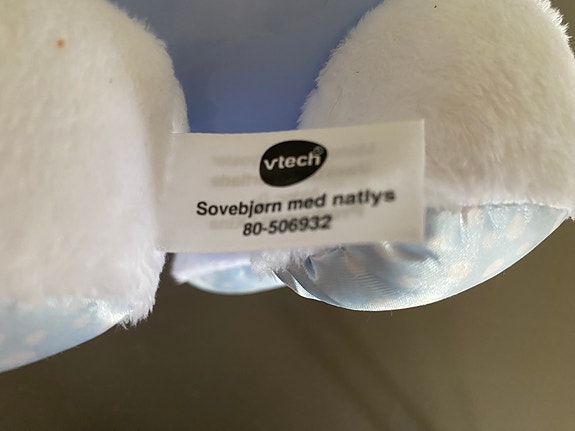 vtech
Sovebjørn med natlys
80-506932